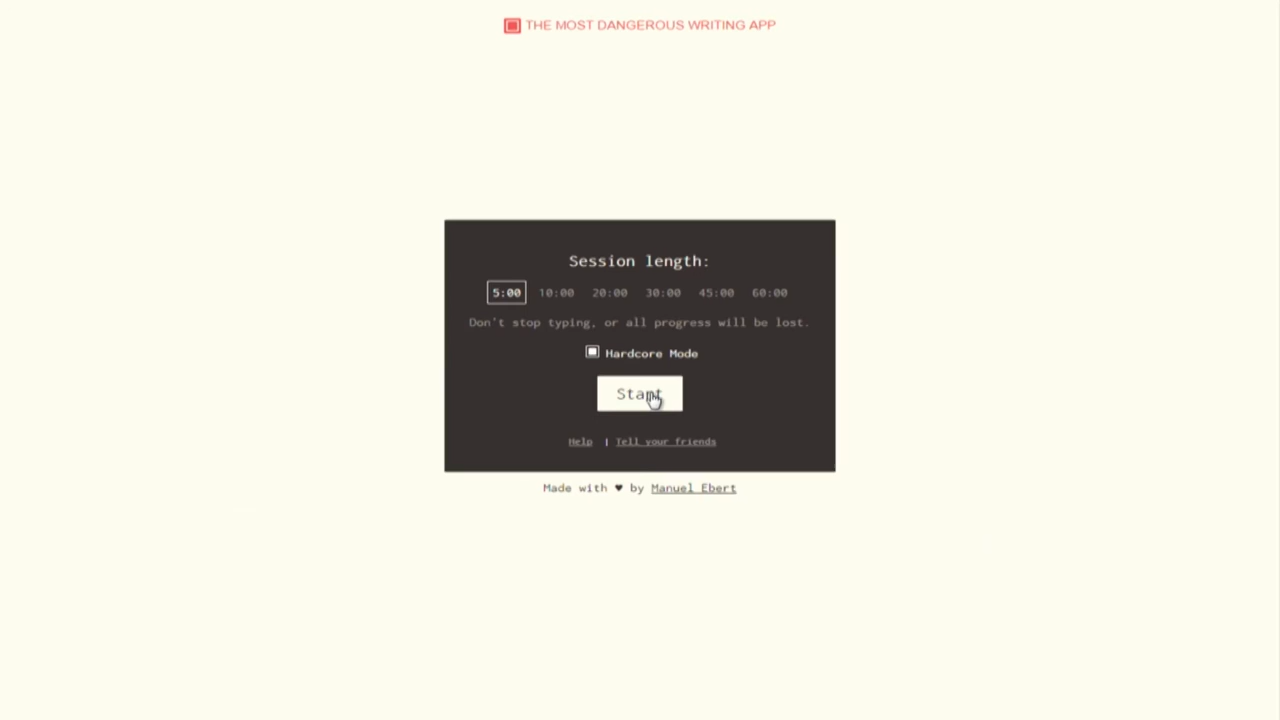 THE MOST DANGEROUS WRITING APP
Session length:
5:00 10:00 20:00 30:00 45:00 60:00
Don't stop typing, or all progress will be lost.
Hardcore Mode
Start
Help | Tell your friends
Made with ♥ by Manuel Ebert